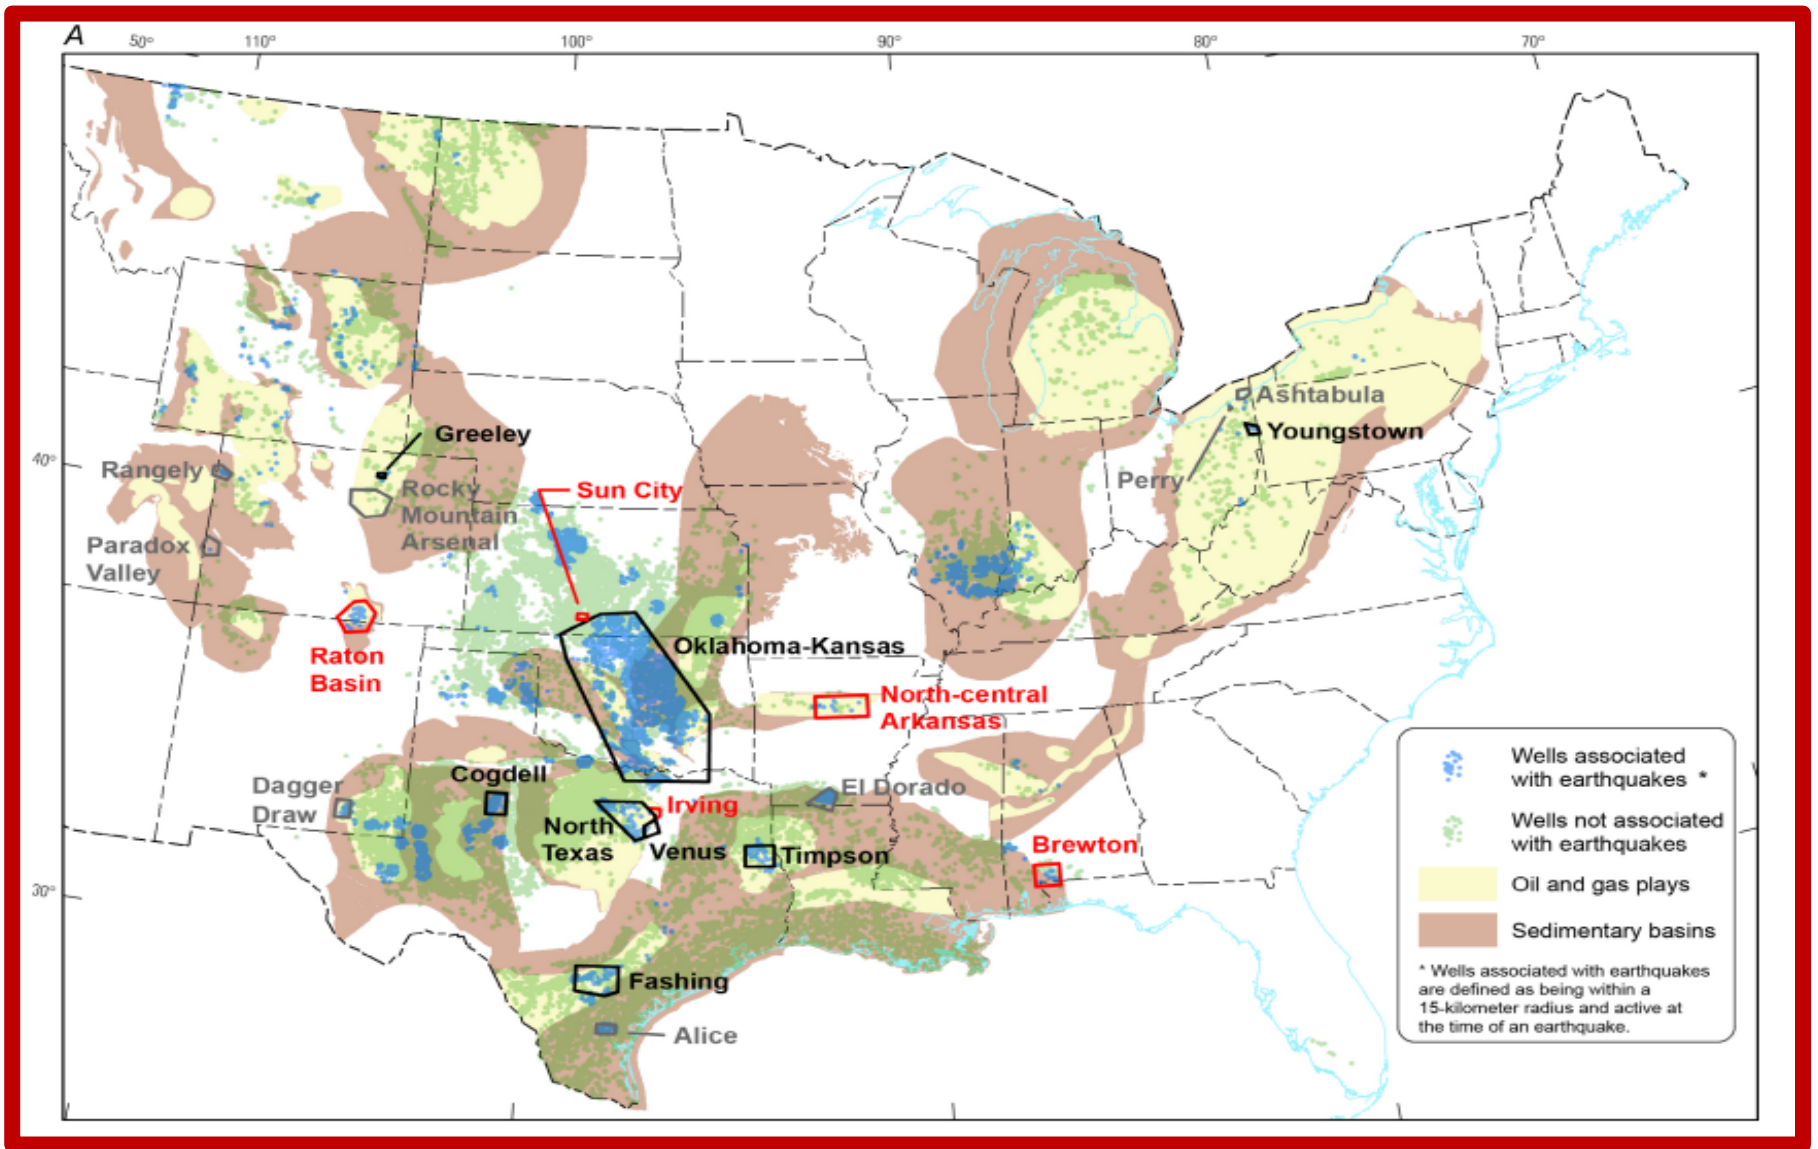 A
50°
110°
100°
90°
80°
70°
40°
30°
Greeley
Rangely
Rocky
Mountain
Arsenal
Sun City
Paradox
Valley
Raton
Basin
Oklahoma-Kansas
North-central
Arkansas
Ashtabula
Youngstown
Perry
Dagger
Draw
Cogdell
El Dorado
Irving
North
Texas
Venus
Timpson
Brewton
Fashing
Alice
Wells associated
with earthquakes *
Wells not associated
with earthquakes
Oil and gas plays
Sedimentary basins
* Wells associated with earthquakes
are defined as being within a
15-kilometer radius and active at
the time of an earthquake.